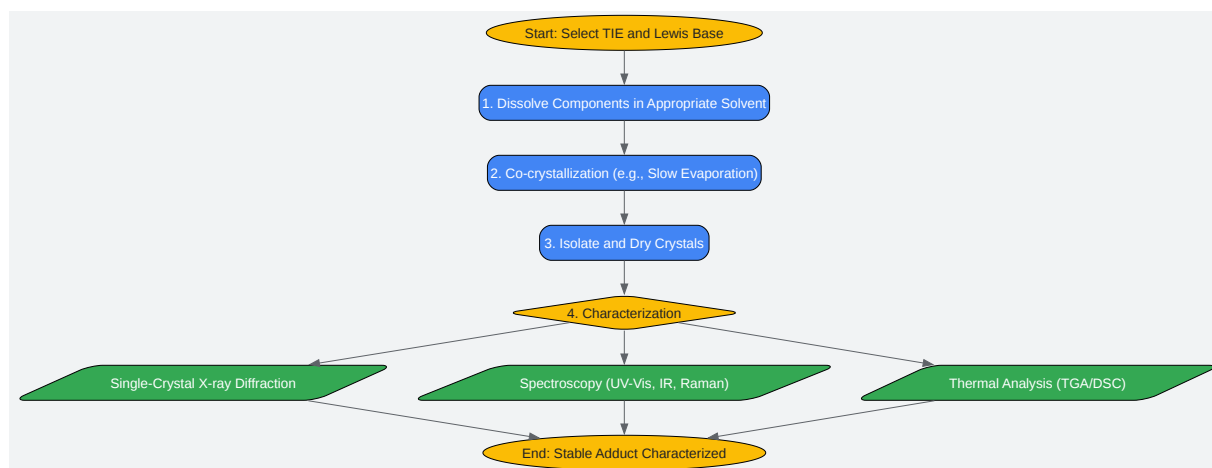 Start: Select TIE and Lewis Base
1. Dissolve Components in Appropriate Solvent
2. Co-crystallization (e.g., Slow Evaporation)
3. Isolate and Dry Crystals
4. Characterization
Single-Crystal X-ray Diffraction
Spectroscopy (UV-Vis, IR, Raman)
Thermal Analysis (TGA/DSC)
End: Stable Adduct Characterized